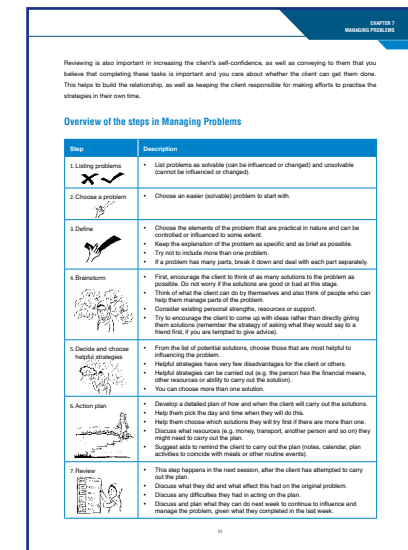 CHAPTER 7
MANAGING PROBLEMS
Reviewing is also important in increasing the client's self-confidence, as well as conveying to them that you
believe that completing these tasks is important and you care about whether the client can get them done.
This helps to build the relationship, as well as keeping the client responsible for making efforts to practise the
strategies in their own time.
Overview of the steps in Managing Problems
Step Description
1. Listing problems
• List problems as solvable (can be influenced or changed) and unsolvable
(cannot be influenced or changed).
2. Choose a problem
• Choose an easier (solvable) problem to start with.
3. Define
• Choose the elements of the problem that are practical in nature and can be
controlled or influenced to some extent.
• Keep the explanation of the problem as specific and as brief as possible.
• Try not to include more than one problem.
• If a problem has many parts, break it down and deal with each part separately.
4. Brainstorm
• First, encourage the client to think of as many solutions to the problem as
possible. Do not worry if the solutions are good or bad at this stage.
• Think of what the client can do by themselves and also think of people who can
help them manage parts of the problem.
• Consider existing personal strengths, resources or support.
• Try to encourage the client to come up with ideas rather than directly giving
them solutions (remember the strategy of asking what they would say to a
friend first, if you are tempted to give advice).
5. Decide and choose
helpful strategies
• From the list of potential solutions, choose those that are most helpful to
influencing the problem.
• Helpful strategies have very few disadvantages for the client or others.
• Helpful strategies can be carried out (e.g. the person has the financial means,
other resources or ability to carry out the solution).
• You can choose more than one solution.
6. Action plan
• Develop a detailed plan of how and when the client will carry out the solutions.
• Help them pick the day and time when they will do this.
• Help them choose which solutions they will try first if there are more than one.
• Discuss what resources (e.g. money, transport, another person and so on) they
might need to carry out the plan.
• Suggest aids to remind the client to carry out the plan (notes, calendar, plan
activities to coincide with meals or other routine events).
7. Review
• This step happens in the next session, after the client has attempted to carry
out the plan.
• Discuss what they did and what effect this had on the original problem.
• Discuss any difficulties they had in acting on the plan.
• Discuss and plan what they can do next week to continue to influence and
manage the problem, given what they completed in the last week.